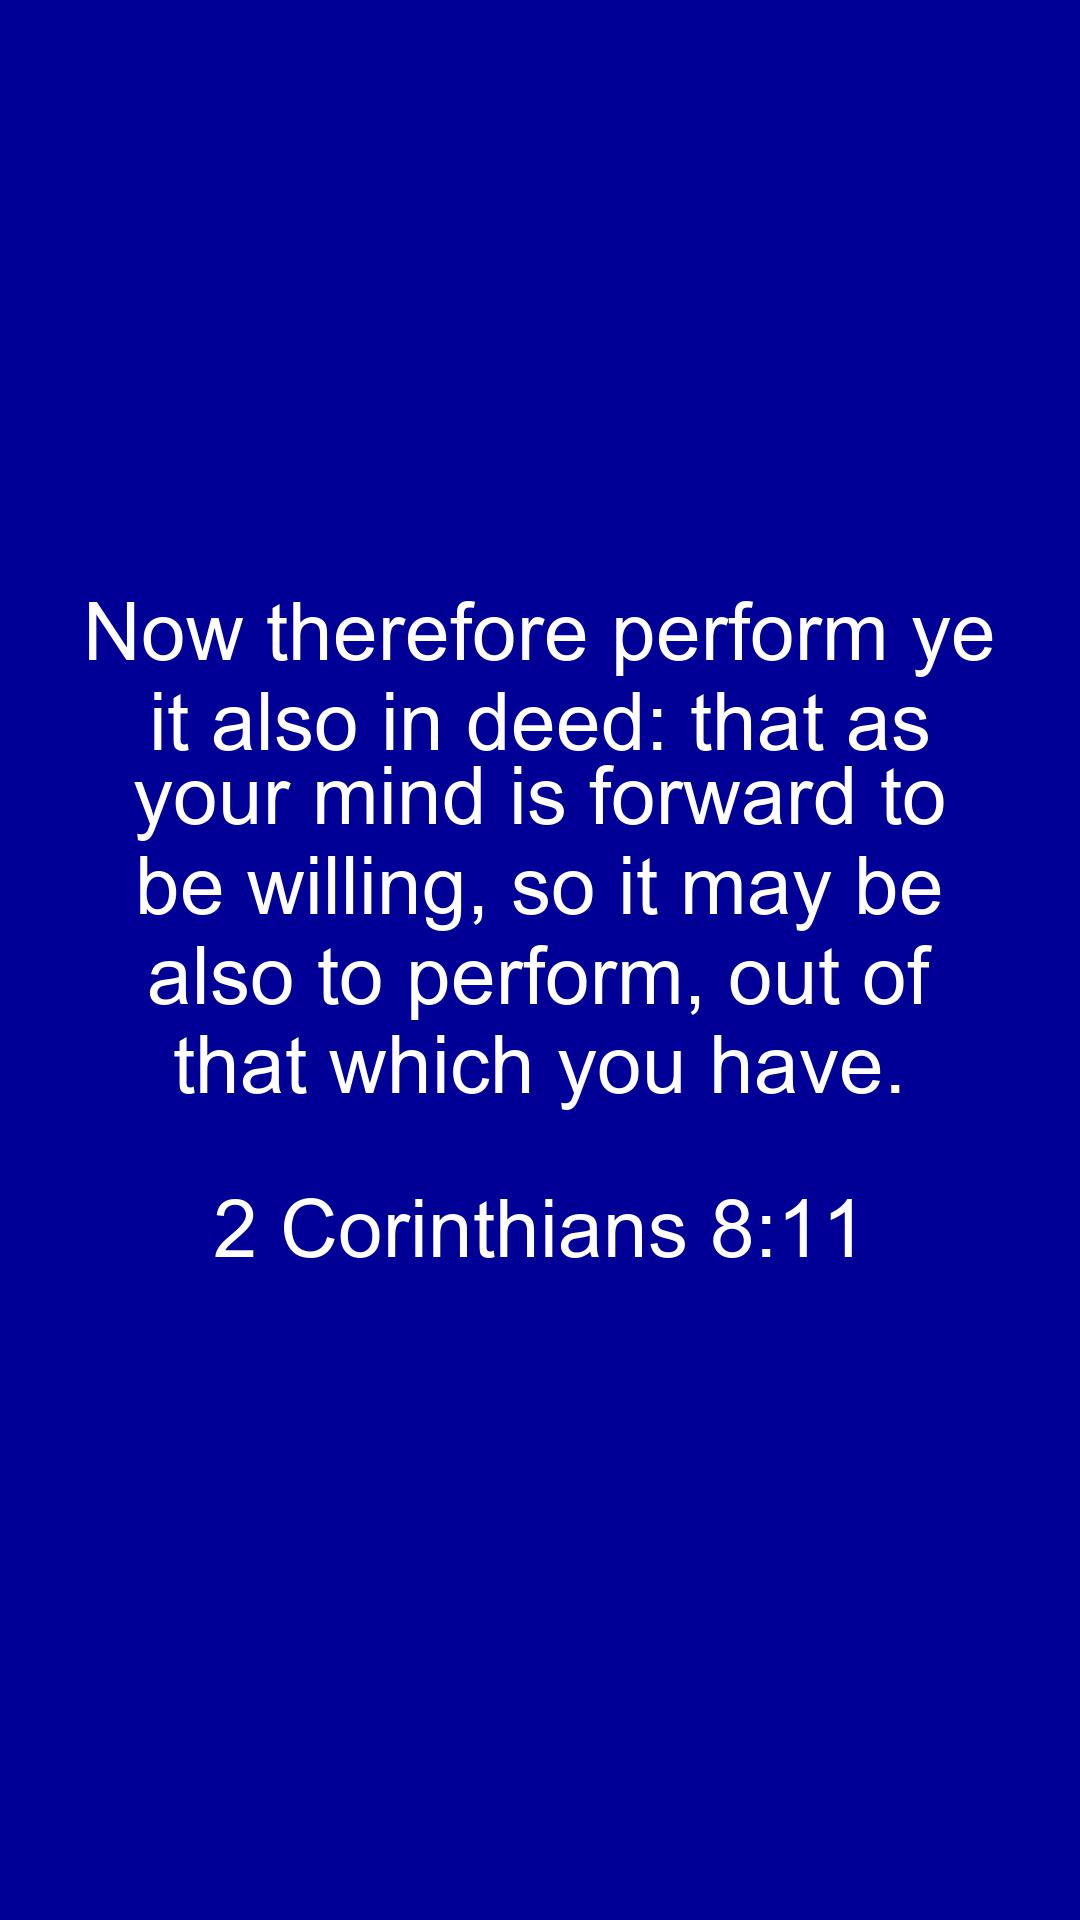 Now therefore perform ye
it also in deed: that as
your mind is forward to
be willing, so it may be
also to perform, out of
that which you have.
2 Corinthians 8:11